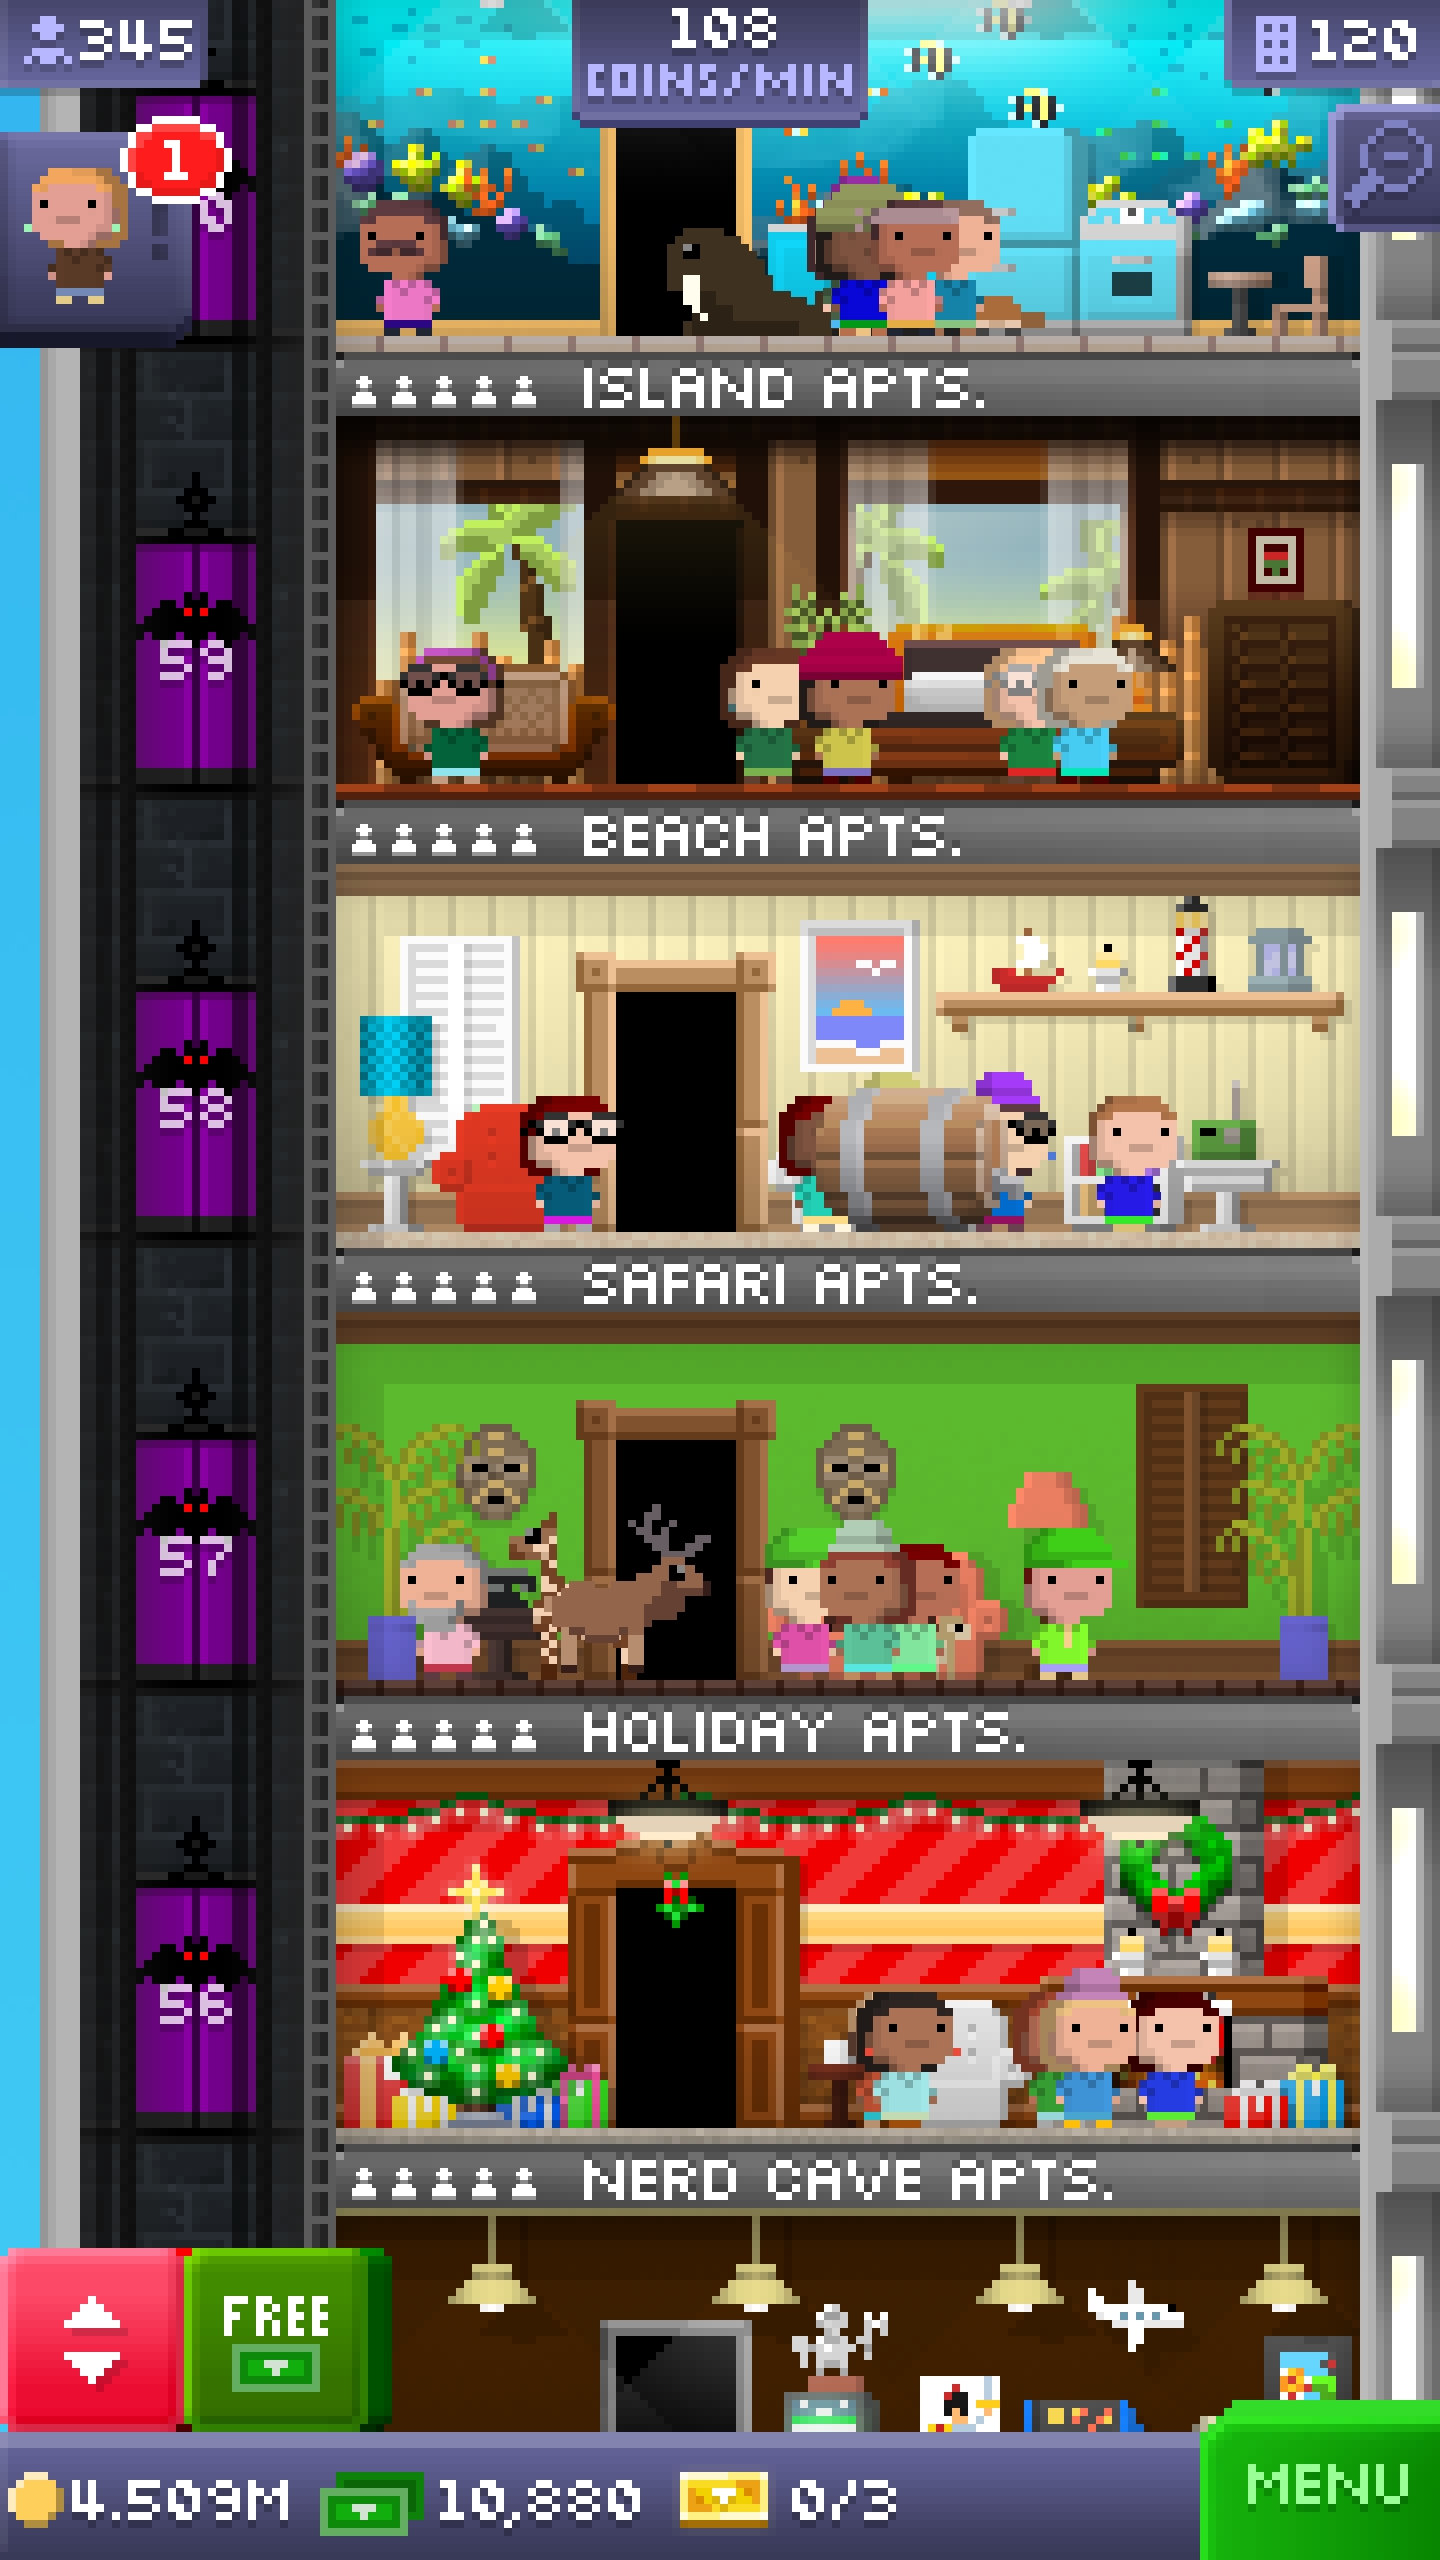 345
108
COINS/MIN
120
1
0
ISLAND APTS.
59
BEACH APTS.
58
SAFARI APTS.
57
HOLIDAY APTS.
56
NERD CAVE APTS.
FREE
4.509M
10,880
0/3
MENU